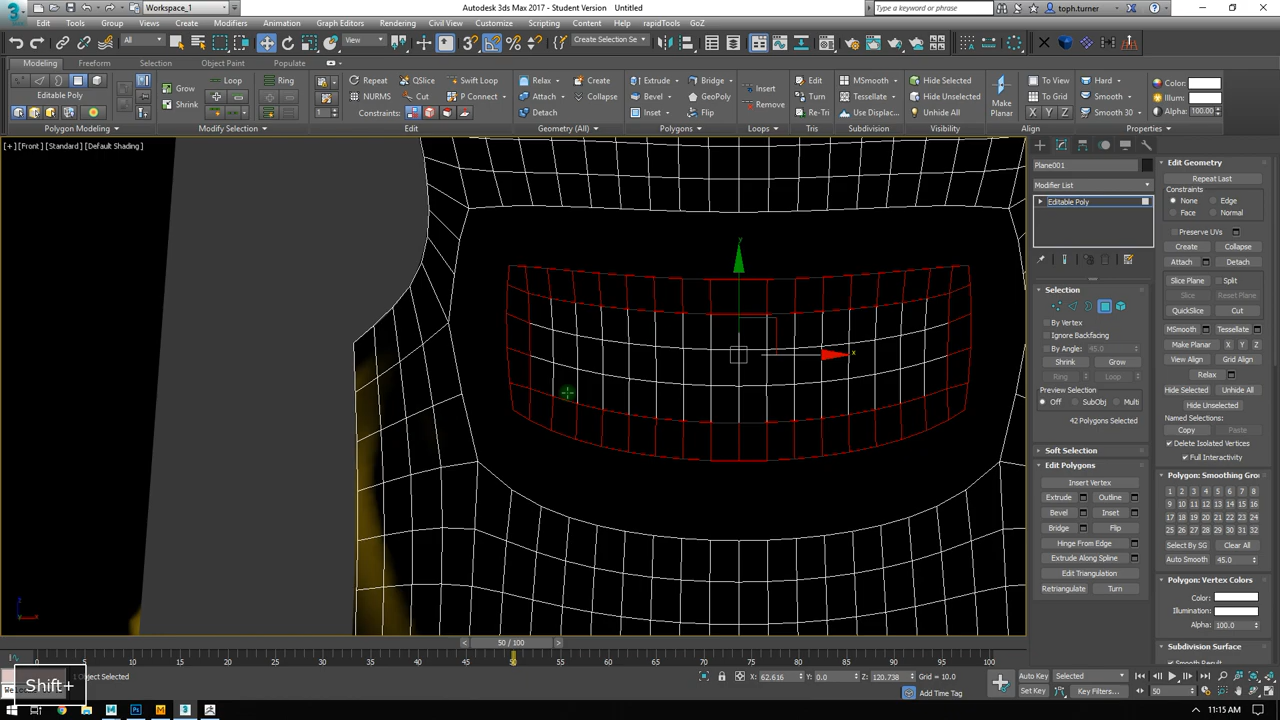 Workspace_1
Autodesk 3ds Max 2017 - Student Version    Untitled
Type a keyword or phrase
toph.turner
Edit Tools Group Views Create Modifiers Animation Graph Editors Rendering Civil View Customize Scripting Content Help rapidTools GoZ
All
View
Create Selection Se
Modeling Freeform Selection Object Paint Populate
Editable Poly
Grow
Shrink
Loop
Ring
Repeat QSlice Swift Loop
NURMS Cut P Connect
Constraints:
Relax Create
Attach Collapse
Detach
Extrude Bridge
Bevel GeoPoly
Inset Flip
Insert
Remove
Edit
Turn
Re-Tri
MSmooth
Tessellate
Use Displac...
Hide Selected
Hide Unselected
Unhide All
Make
Planar
To View
To Grid
X Y Z
Hard
Smooth
Smooth 30
Color:
Illum:
Alpha: 100.00
Polygon Modeling Modify Selection Edit Geometry (All) Polygons Loops Tris Subdivision Visibility Align Properties
[+] [Front] [Standard] [Default Shading]
y
x
Plane001
Modifier List
Editable Poly
Selection
By Vertex
Ignore Backfacing
By Angle: 45.0
Shrink Grow
Ring Loop
Preview Selection
Off SubObj Multi
42 Polygons Selected
Soft Selection
Edit Polygons
Insert Vertex
Extrude Outline
Bevel Inset
Bridge Flip
Hinge From Edge
Extrude Along Spline
Edit Triangulation
Retriangulate Turn
Edit Geometry
Repeat Last
Constraints
None Edge
Face Normal
Preserve UVs
Create Collapse
Attach Detach
Slice Plane Split
Slice Reset Plane
QuickSlice Cut
MSmooth Tessellate
Make Planar X Y Z
View Align Grid Align
Relax
Hide Selected Unhide All
Hide Unselected
Named Selections:
Copy Paste
Delete Isolated Vertices
Full Interactivity
Polygon: Smoothing Gro
1 2 3 4 5 6 7 8
9 10 11 12 13 14 15 16
17 18 19 20 21 22 23 24
25 26 27 28 29 30 31 32
Select By SG Clear All
Auto Smooth 45.0
Polygon: Vertex Colors
Color:
Illumination:
Alpha: 100.0
Subdivision Surface
Smooth Result
50 / 100
0 5 10 15 20 25 30 35 40 45 50 55 60 65 70 75 80 85 90 95 100
1 Object Selected
Shift+
X: 62.616 Y: 0.0 Z: 120.738 Grid = 10.0
Add Time Tag
Auto Key Selected
Set Key Key Filters...
50
11:15 AM